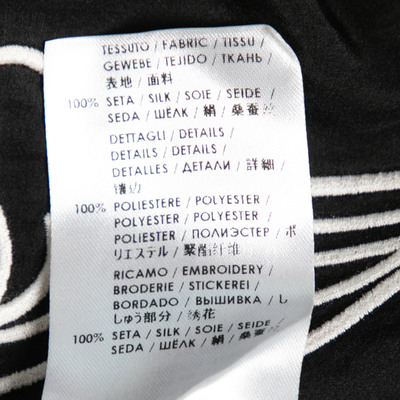 TESSUTO / FABRIC / TISSU /
GEWEBE / TEJIDO / ТКАНЬ /
表地 / 面料
100% SETA / SILK / SOIE / SEIDE /
SEDA / ШЁЛК / 絹 / 桑蚕丝
DETTAGLI / DETAILS /
DETAILS / DETAILS /
DETALLES / ДЕТАЛИ / 詳細 /
镶边
100% POLIESTERE / POLYESTER /
POLYESTER / POLYESTER /
POLIESTER / ПОЛИЭСТЕР / ポ
リエステル / 聚酯纤维
RICAMO / EMBROIDERY /
BRODERIE / STICKEREI /
BORDADO / ВЫШИВКА / し
しゅう部分 / 绣花
100% SETA / SILK / SOIE / SEIDE /
SEDA / ШЁЛК / 絹 / 桑蚕丝